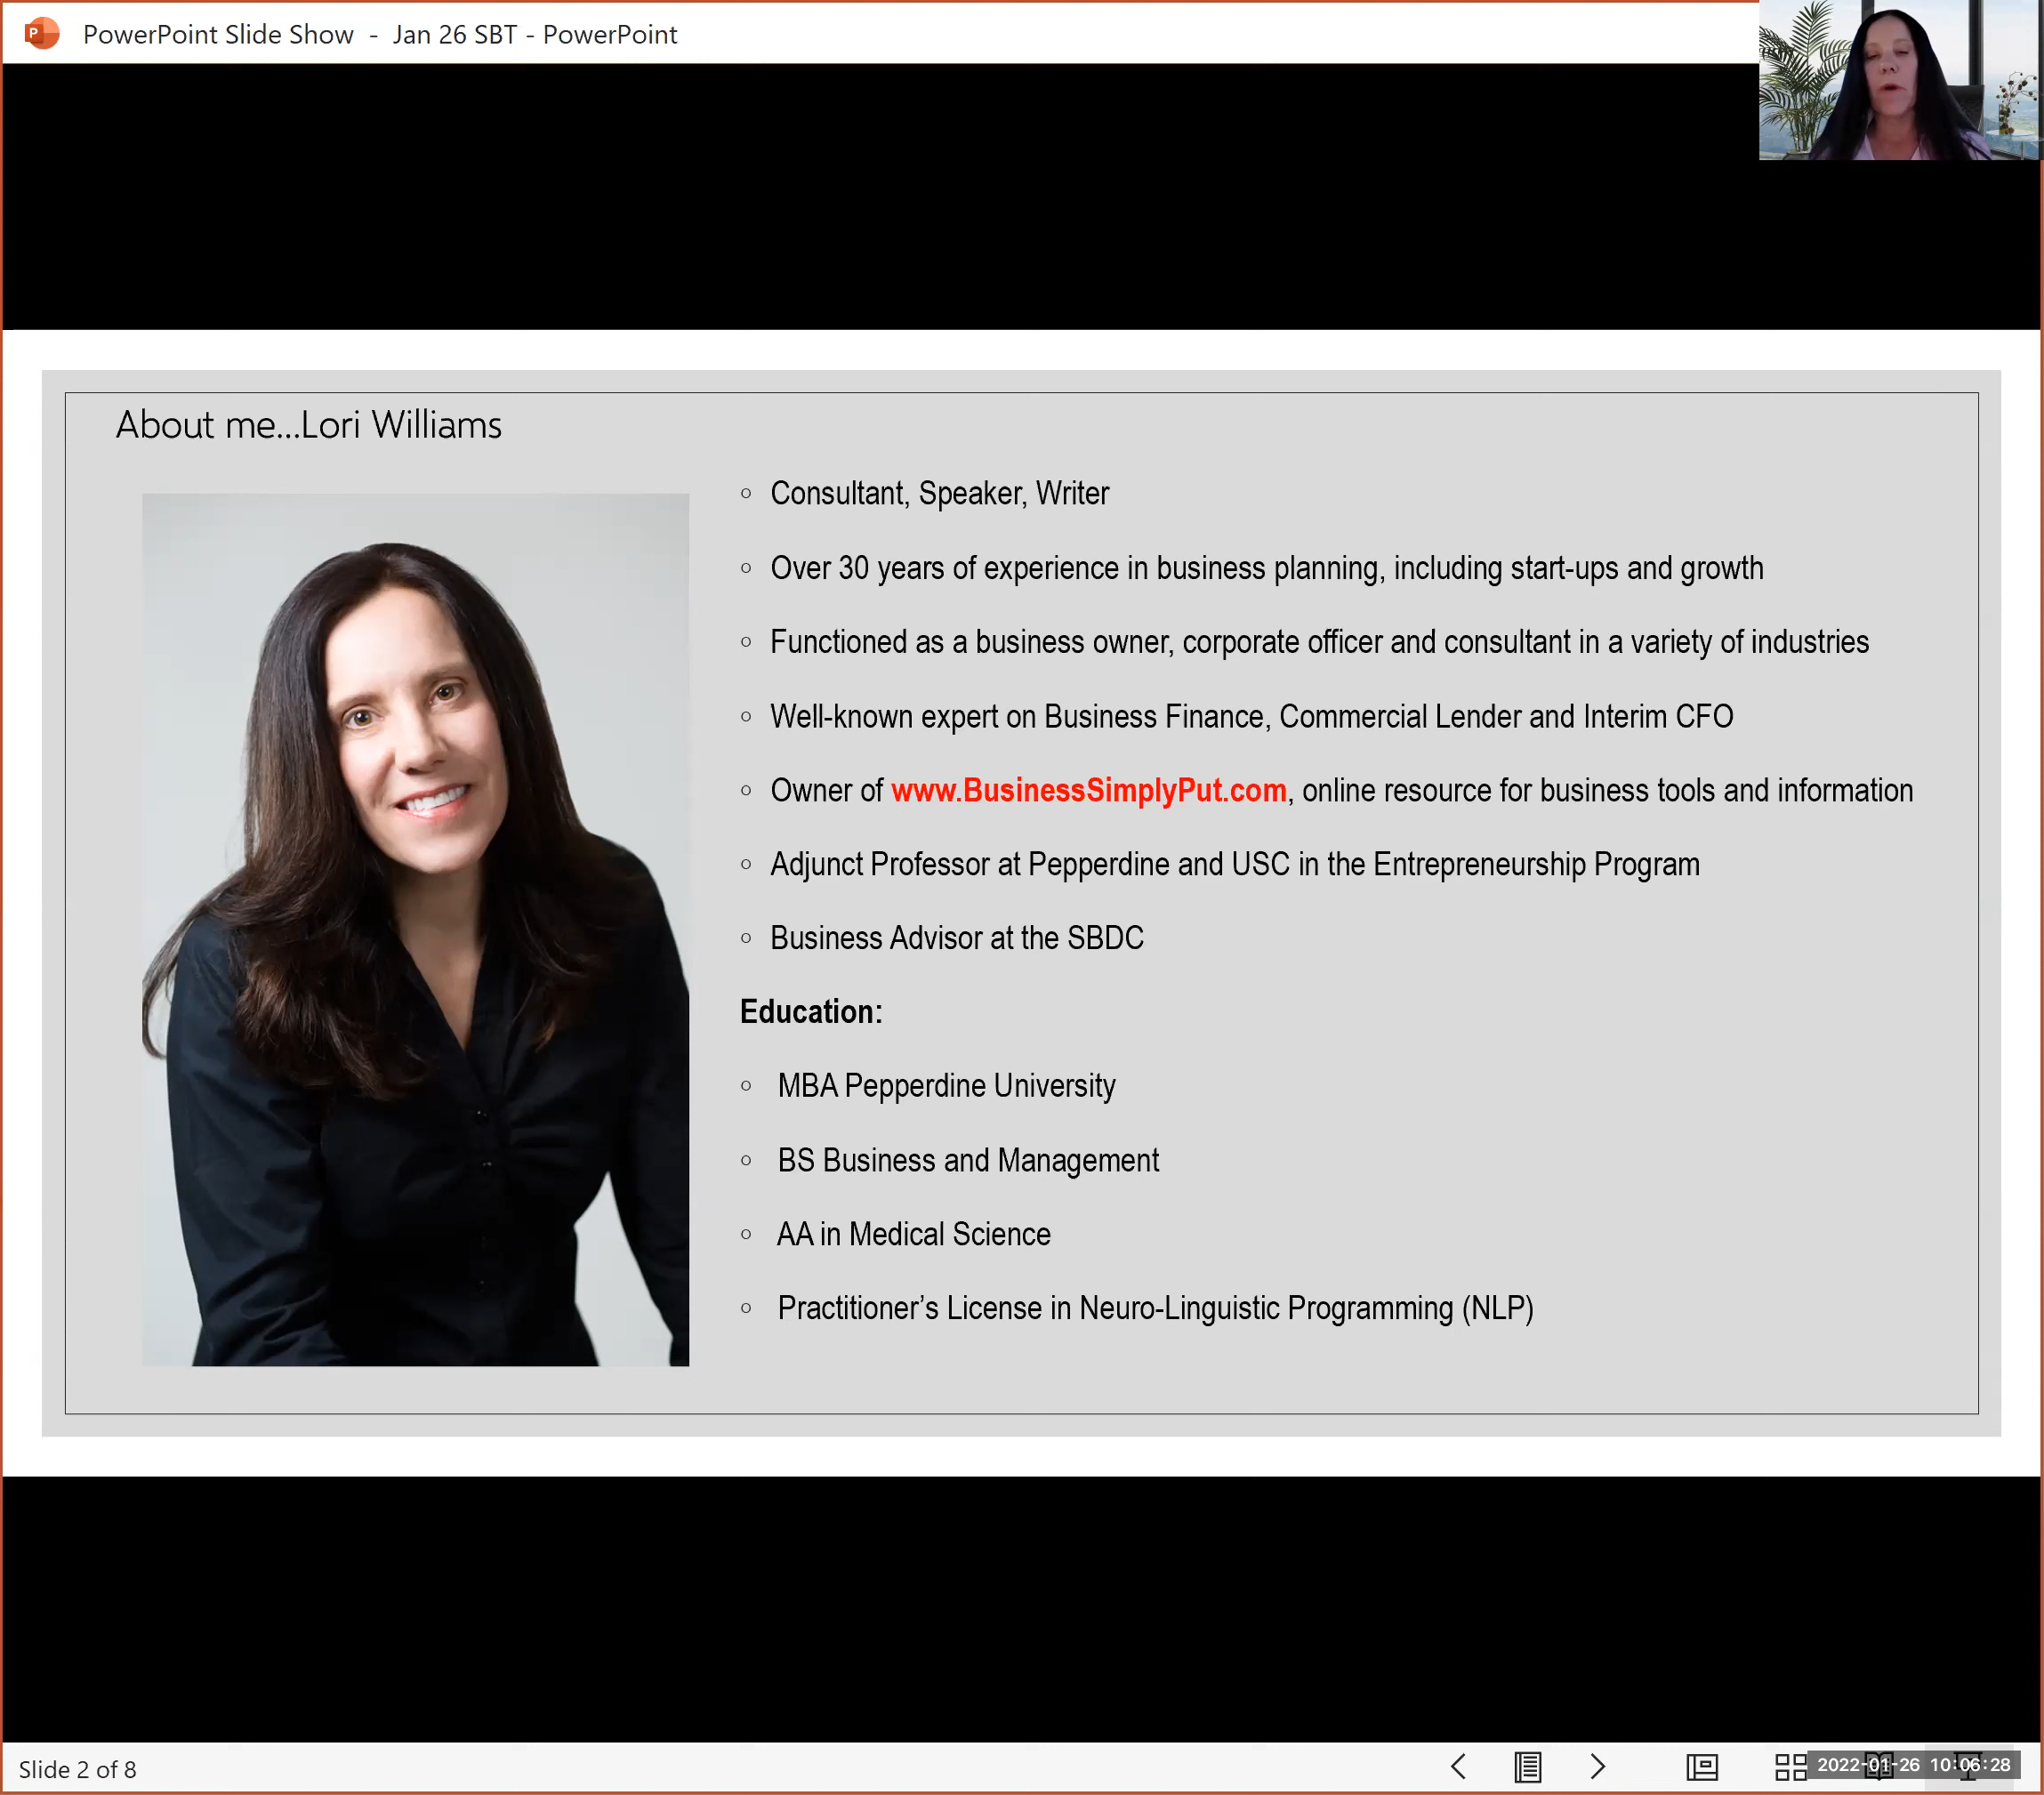 P
PowerPoint Slide Show - Jan 26 SBT - PowerPoint
About me...Lori Williams
Consultant, Speaker, Writer
Over 30 years of experience in business planning, including start-ups and growth
Functioned as a business owner, corporate officer and consultant in a variety of industries
Well-known expert on Business Finance, Commercial Lender and Interim CFO
Owner of www.BusinessSimplyPut.com, online resource for business tools and information
Adjunct Professor at Pepperdine and USC in the Entrepreneurship Program
Business Advisor at the SBDC
Education:
MBA Pepperdine University
BS Business and Management
AA in Medical Science
Practitioner’s License in Neuro-Linguistic Programming (NLP)
Slide 2 of 8
2022-01-26 10:06:28